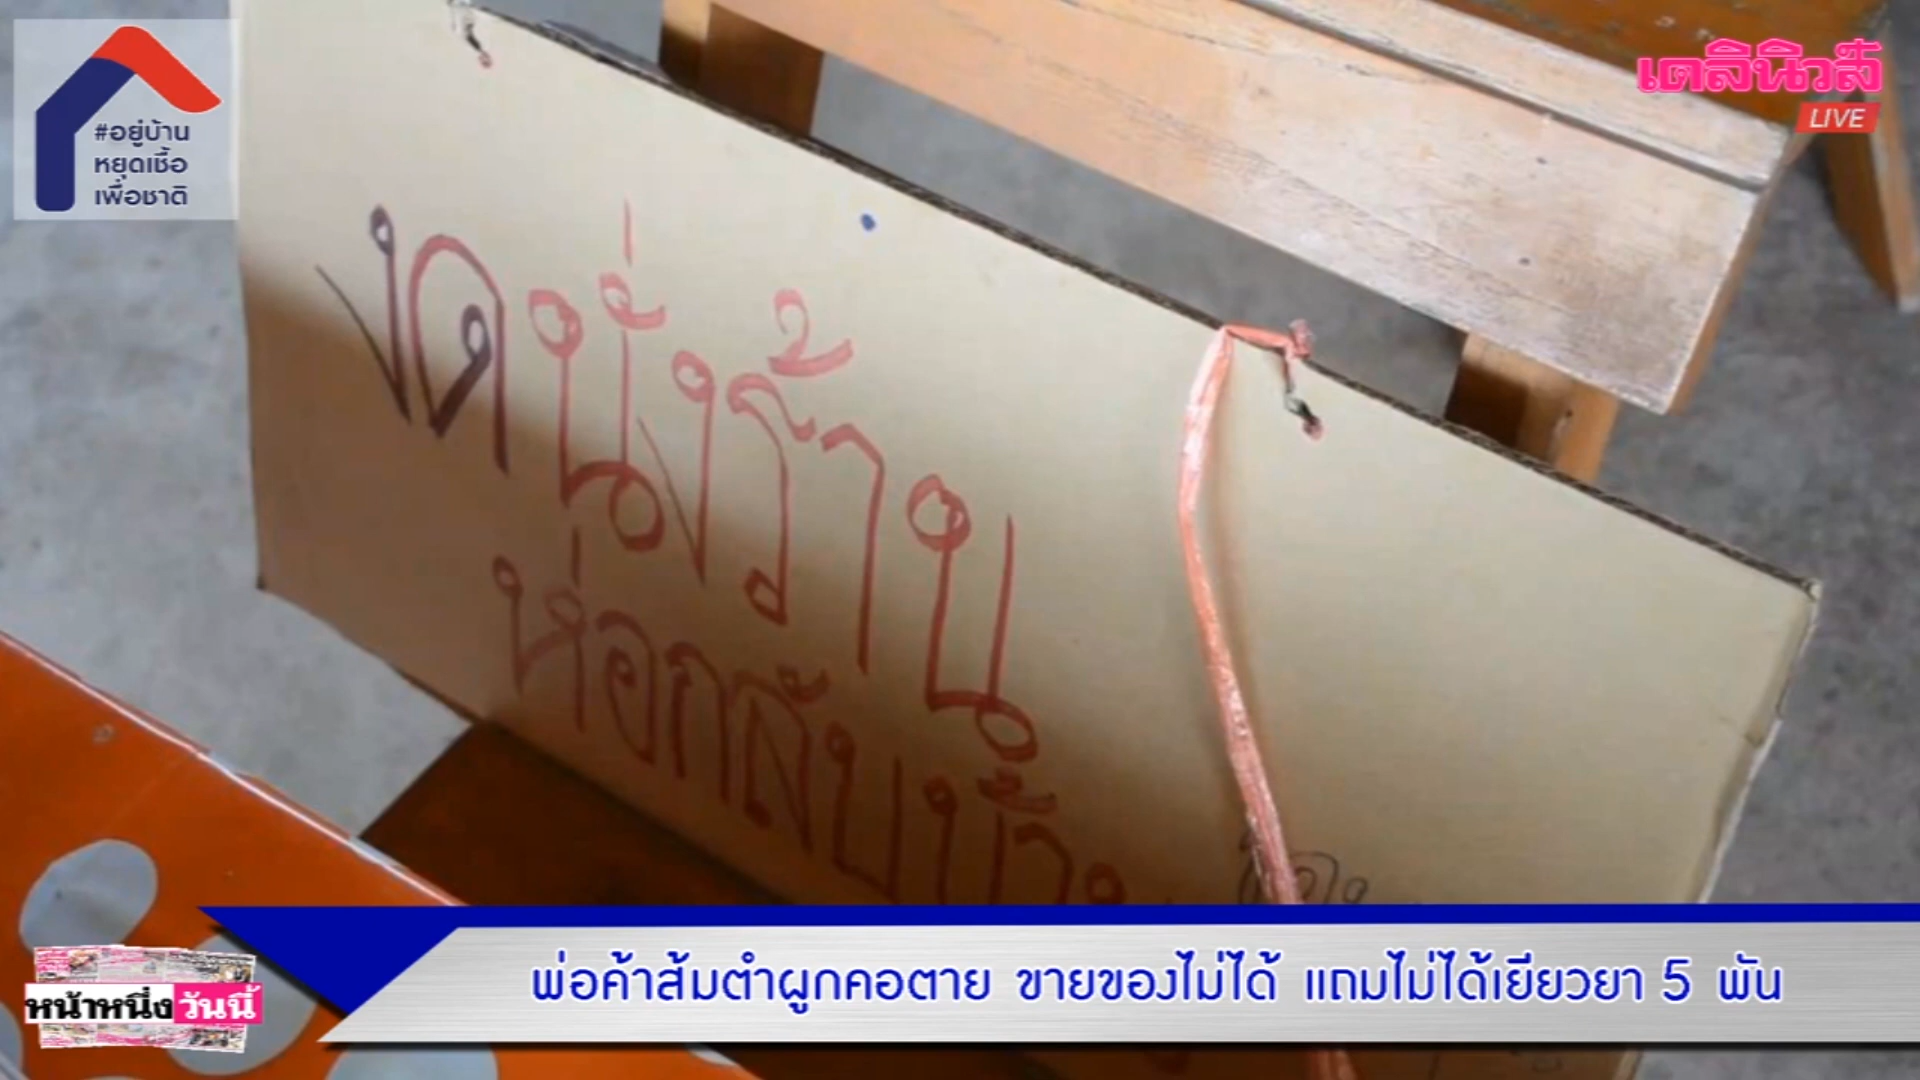 #อยู่บ้าน
หยุดเชื้อ
เพื่อชาติ
เดลินิวส์
LIVE
งดนั่งร้าน
ห่อกลับบ้าน
หน้าหนึ่งวันนี้
พ่อค้าส้มตำผูกคอตาย ขายของไม่ได้ แถมไม่ได้เยียวยา 5 พัน